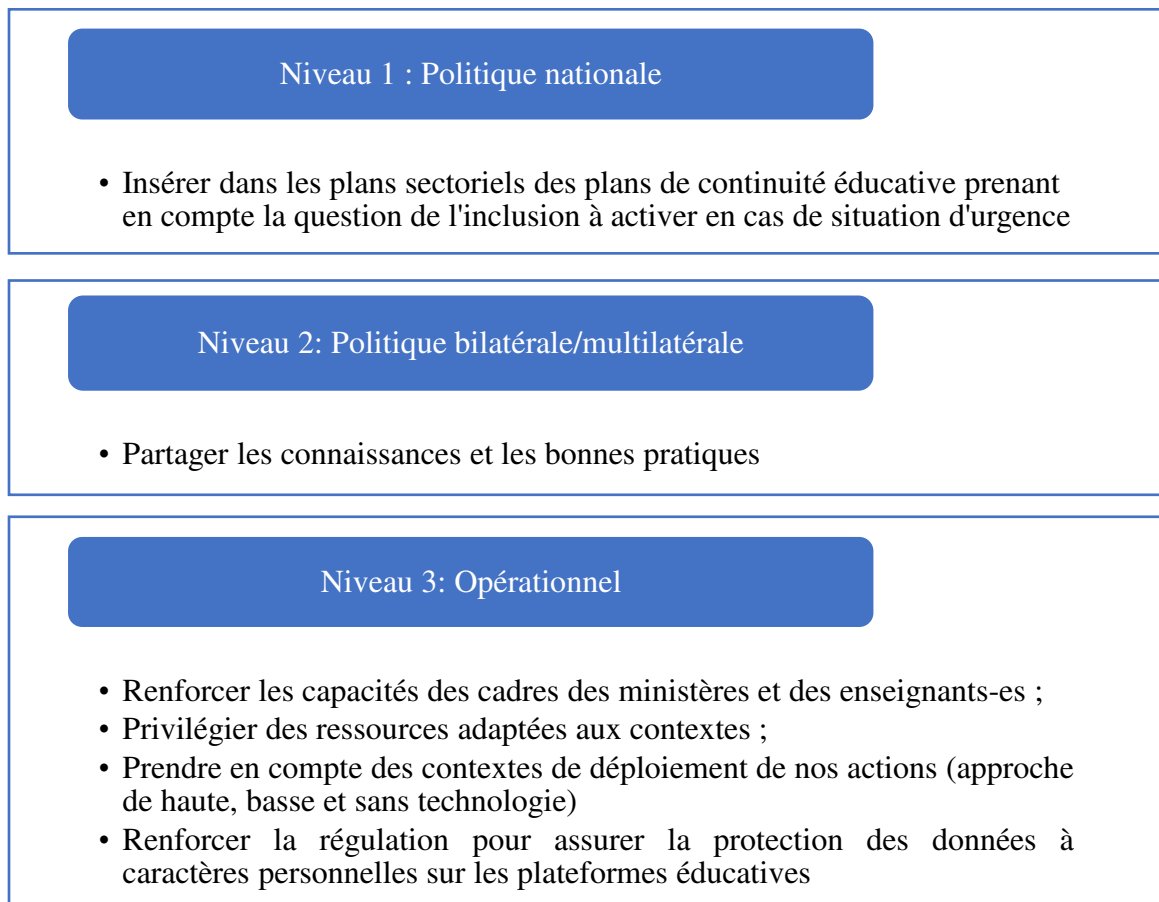 Niveau 1 : Politique nationale
• Insérer dans les plans sectoriels des plans de continuité éducative prenant
en compte la question de l'inclusion à activer en cas de situation d'urgence
Niveau 2: Politique bilatérale/multilatérale
• Partager les connaissances et les bonnes pratiques
Niveau 3: Opérationnel
• Renforcer les capacités des cadres des ministères et des enseignants-es ;
• Privilégier des ressources adaptées aux contextes ;
• Prendre en compte des contextes de déploiement de nos actions (approche
de haute, basse et sans technologie)
• Renforcer la régulation pour assurer la protection des données à
caractères personnelles sur les plateformes éducatives